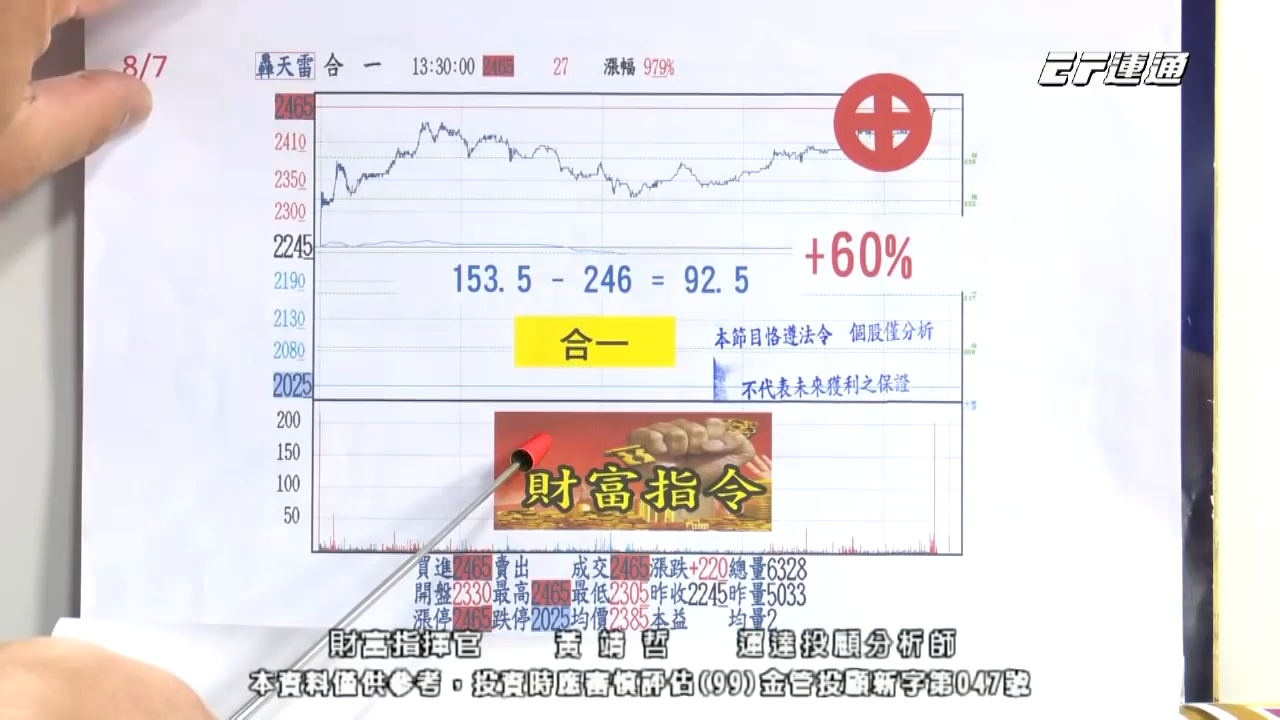 8/7
轟天雷 合一 13:30:00 2465 27 漲幅 979%
運通
2465
2410
2350
2300
2245
2190
2130
2080
2025
+60%
153.5 - 246 = 92.5
合一
本節目恪遵法令 個股僅分析
不代表未來獲利之保證
200
150
100
50
財富指令
買進2465賣出 成交2465漲跌+220總量6328
開盤2330最高2465最低2305昨收2245昨量5033
漲停2465跌停2025均價2385本益 均量2
財富指揮官 黃靖哲 運達投顧分析師
本資料僅供參考，投資時應審慎評估(99)金管投顧新字第047號